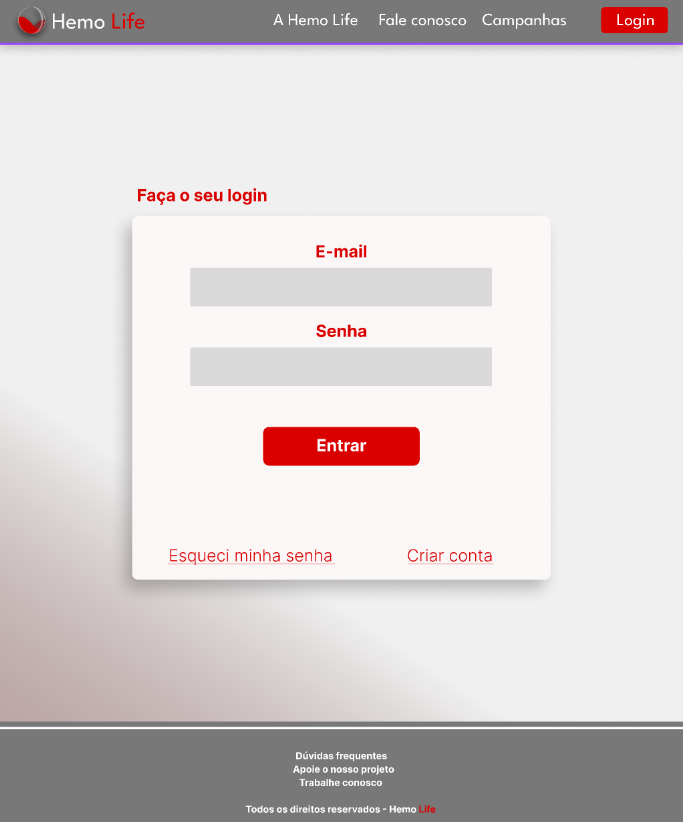 Hemo Life
A Hemo Life Fale conosco Campanhas Login
Faça o seu login
E-mail
Senha
Entrar
Esqueci minha senha Criar conta
Dúvidas frequentes
Apoie o nosso projeto
Trabalhe conosco
Todos os direitos reservados - Hemo Life